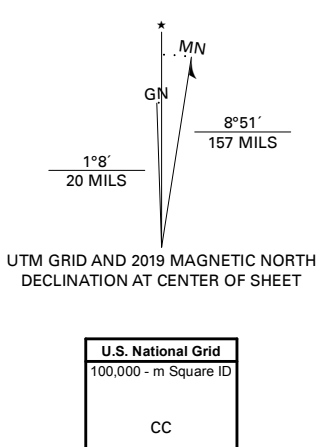 ★
MN
GN
8°51´
157 MILS
1°8´
20 MILS
UTM GRID AND 2019 MAGNETIC NORTH
DECLINATION AT CENTER OF SHEET
U.S. National Grid
100,000 - m Square ID
CC